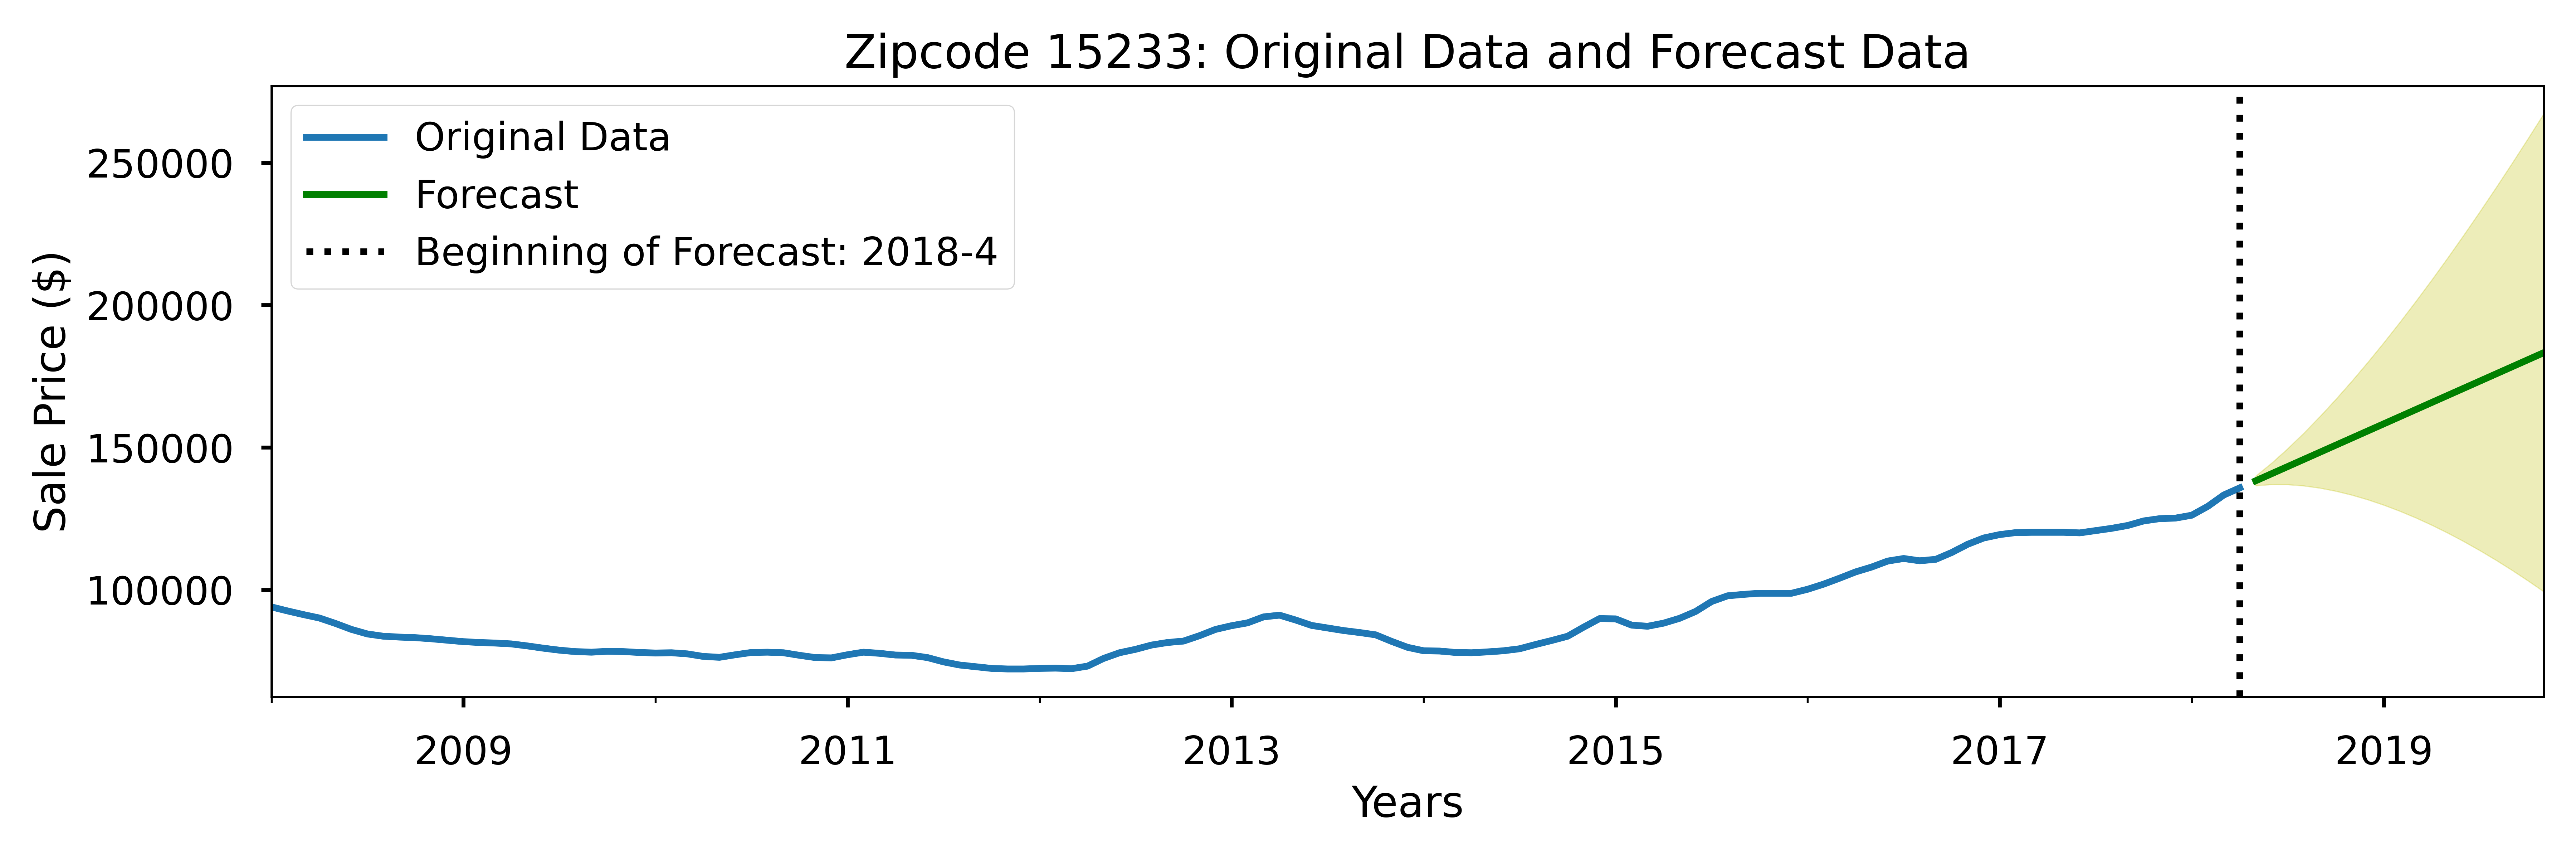 Zipcode 15233: Original Data and Forecast Data
Original Data
Forecast
Beginning of Forecast: 2018-4
Sale Price ($)
250000
200000
150000
100000
2009 2011 2013 2015 2017 2019
Years